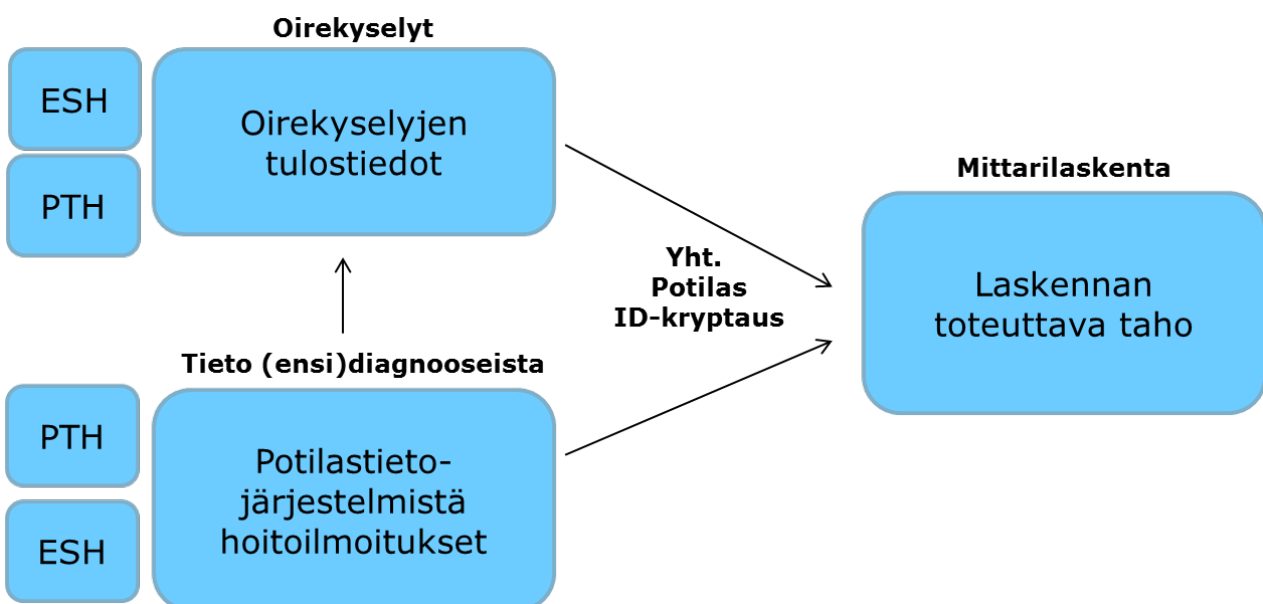 Oirekyselyt
ESH
PTH
Oirekyselyjen
tulostiedot
Mittarilaskenta
Laskennan
toteuttava taho
Yht.
Potilas
ID-kryptaus
Tieto (ensi)diagnooseista
PTH
ESH
Potilastieto-
järjestelmistä
hoitoilmoitukset